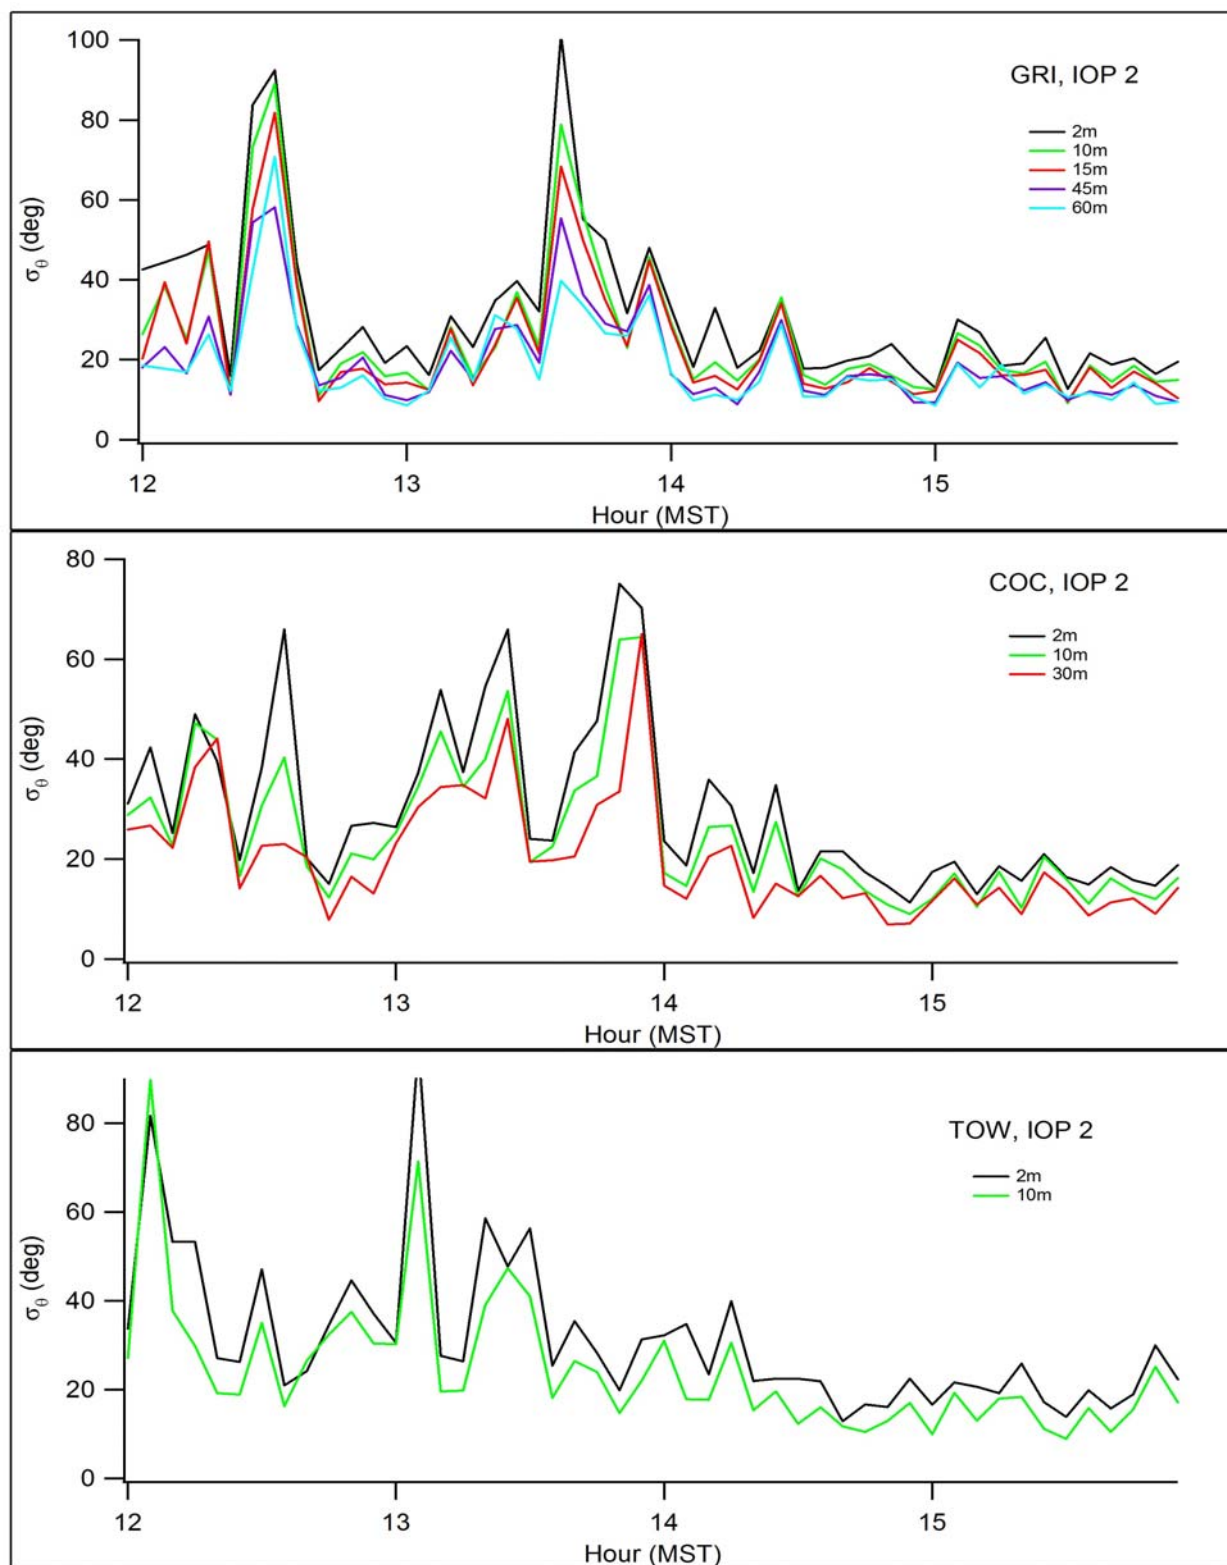 100
80
60
40
20
0
σθ (deg)
GRI, IOP 2
2m
10m
15m
45m
60m
12 13 14 15
Hour (MST)
80
60
40
20
0
σθ (deg)
COC, IOP 2
2m
10m
30m
12 13 14 15
Hour (MST)
80
60
40
20
0
σθ (deg)
TOW, IOP 2
2m
10m
12 13 14 15
Hour (MST)